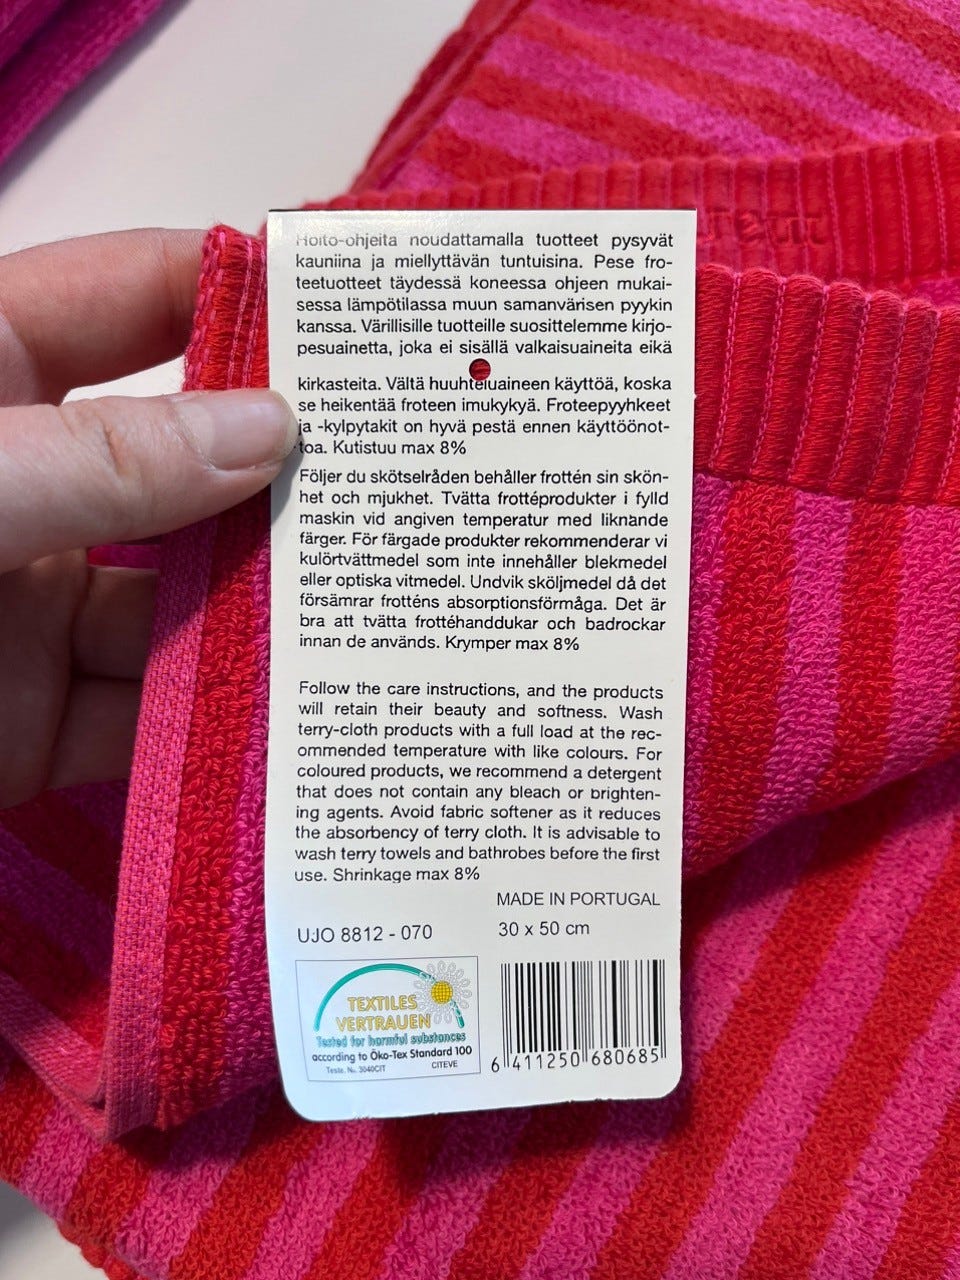 Hoito-ohjeita noudattamalla tuotteet pysyvät
kauniina ja miellyttävän tuntuisina. Pese fro-
teetuotteet täydessä koneessa ohjeen mukai-
sessa lämpötilassa muun samanvärisen pyykin
kanssa. Värillisille tuotteille suosittelemme kirjo-
pesuainetta, joka ei sisällä valkaisuaineita eikä
kirkasteita. Vältä huuhteluaineen käyttöä, koska
se heikentää froteen imukykyä. Froteepyyhkeet
ja -kylpytakit on hyvä pestä ennen käyttöönot-
toa. Kutistuu max 8%
Följer du skötselråden behåller frottén sin skön-
het och mjukhet. Tvätta frottéprodukter i fylld
maskin vid angiven temperatur med liknande
färger. För färgade produkter rekommenderar vi
kulörtvättmedel som inte innehåller blekmedel
eller optiska vitmedel. Undvik sköljmedel då det
försämrar frotténs absorptionsförmåga. Det är
bra att tvätta frottéhanddukar och badrockar
innan de används. Krymper max 8%
Follow the care instructions, and the products
will retain their beauty and softness. Wash
terry-cloth products with a full load at the rec-
ommended temperature with like colours. For
coloured products, we recommend a detergent
that does not contain any bleach or brighten-
ing agents. Avoid fabric softener as it reduces
the absorbency of terry cloth. It is advisable to
wash terry towels and bathrobes before the first
use. Shrinkage max 8%
MADE IN PORTUGAL
UJO 8812 - 070
30 x 50 cm
TEXTILES
VERTRAUEN
Tested for harmful substances
according to Öko-Tex Standard 100
Teste. No. 3040CIT CITEVE
6 411250 680685